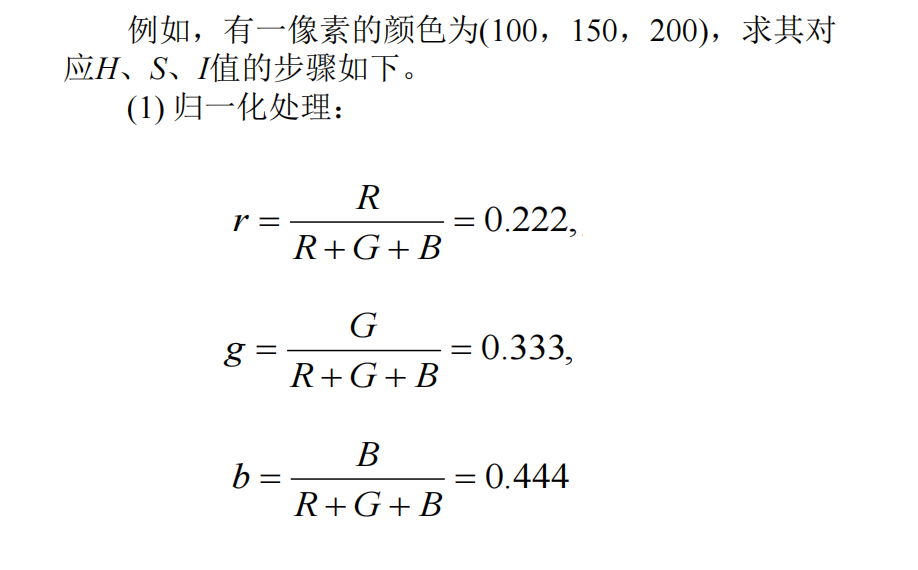 例如，有一像素的颜色为(100，150，200)，求其对
应H、S、I值的步骤如下。
(1) 归一化处理：
r = R / (R + G + B) = 0.222,
g = G / (R + G + B) = 0.333,
b = B / (R + G + B) = 0.444